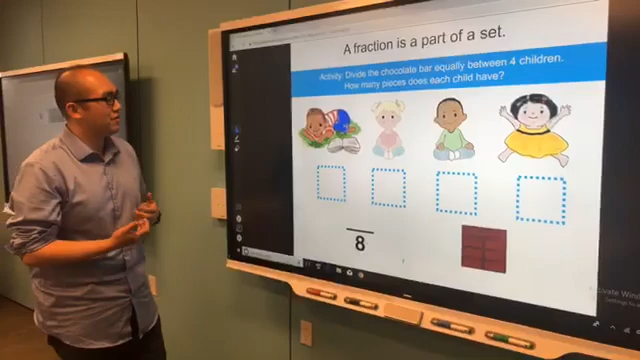 A fraction is a part of a set.
Activity: Divide the chocolate bar equally between 4 children.
How many pieces does each child have?
8